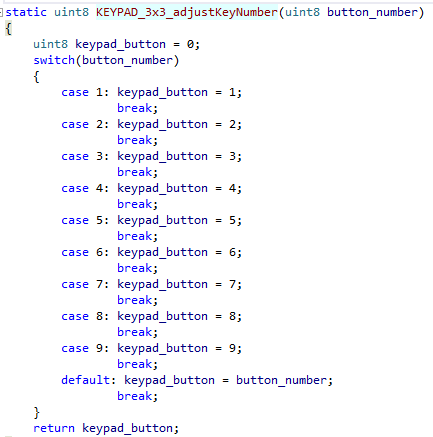 static uint8 KEYPAD_3x3_adjustKeyNumber(uint8 button_number)
{
    uint8 keypad_button = 0;
    switch(button_number)
    {
        case 1: keypad_button = 1;
                break;
        case 2: keypad_button = 2;
                break;
        case 3: keypad_button = 3;
                break;
        case 4: keypad_button = 4;
                break;
        case 5: keypad_button = 5;
                break;
        case 6: keypad_button = 6;
                break;
        case 7: keypad_button = 7;
                break;
        case 8: keypad_button = 8;
                break;
        case 9: keypad_button = 9;
                break;
        default: keypad_button = button_number;
                break;
    }
    return keypad_button;